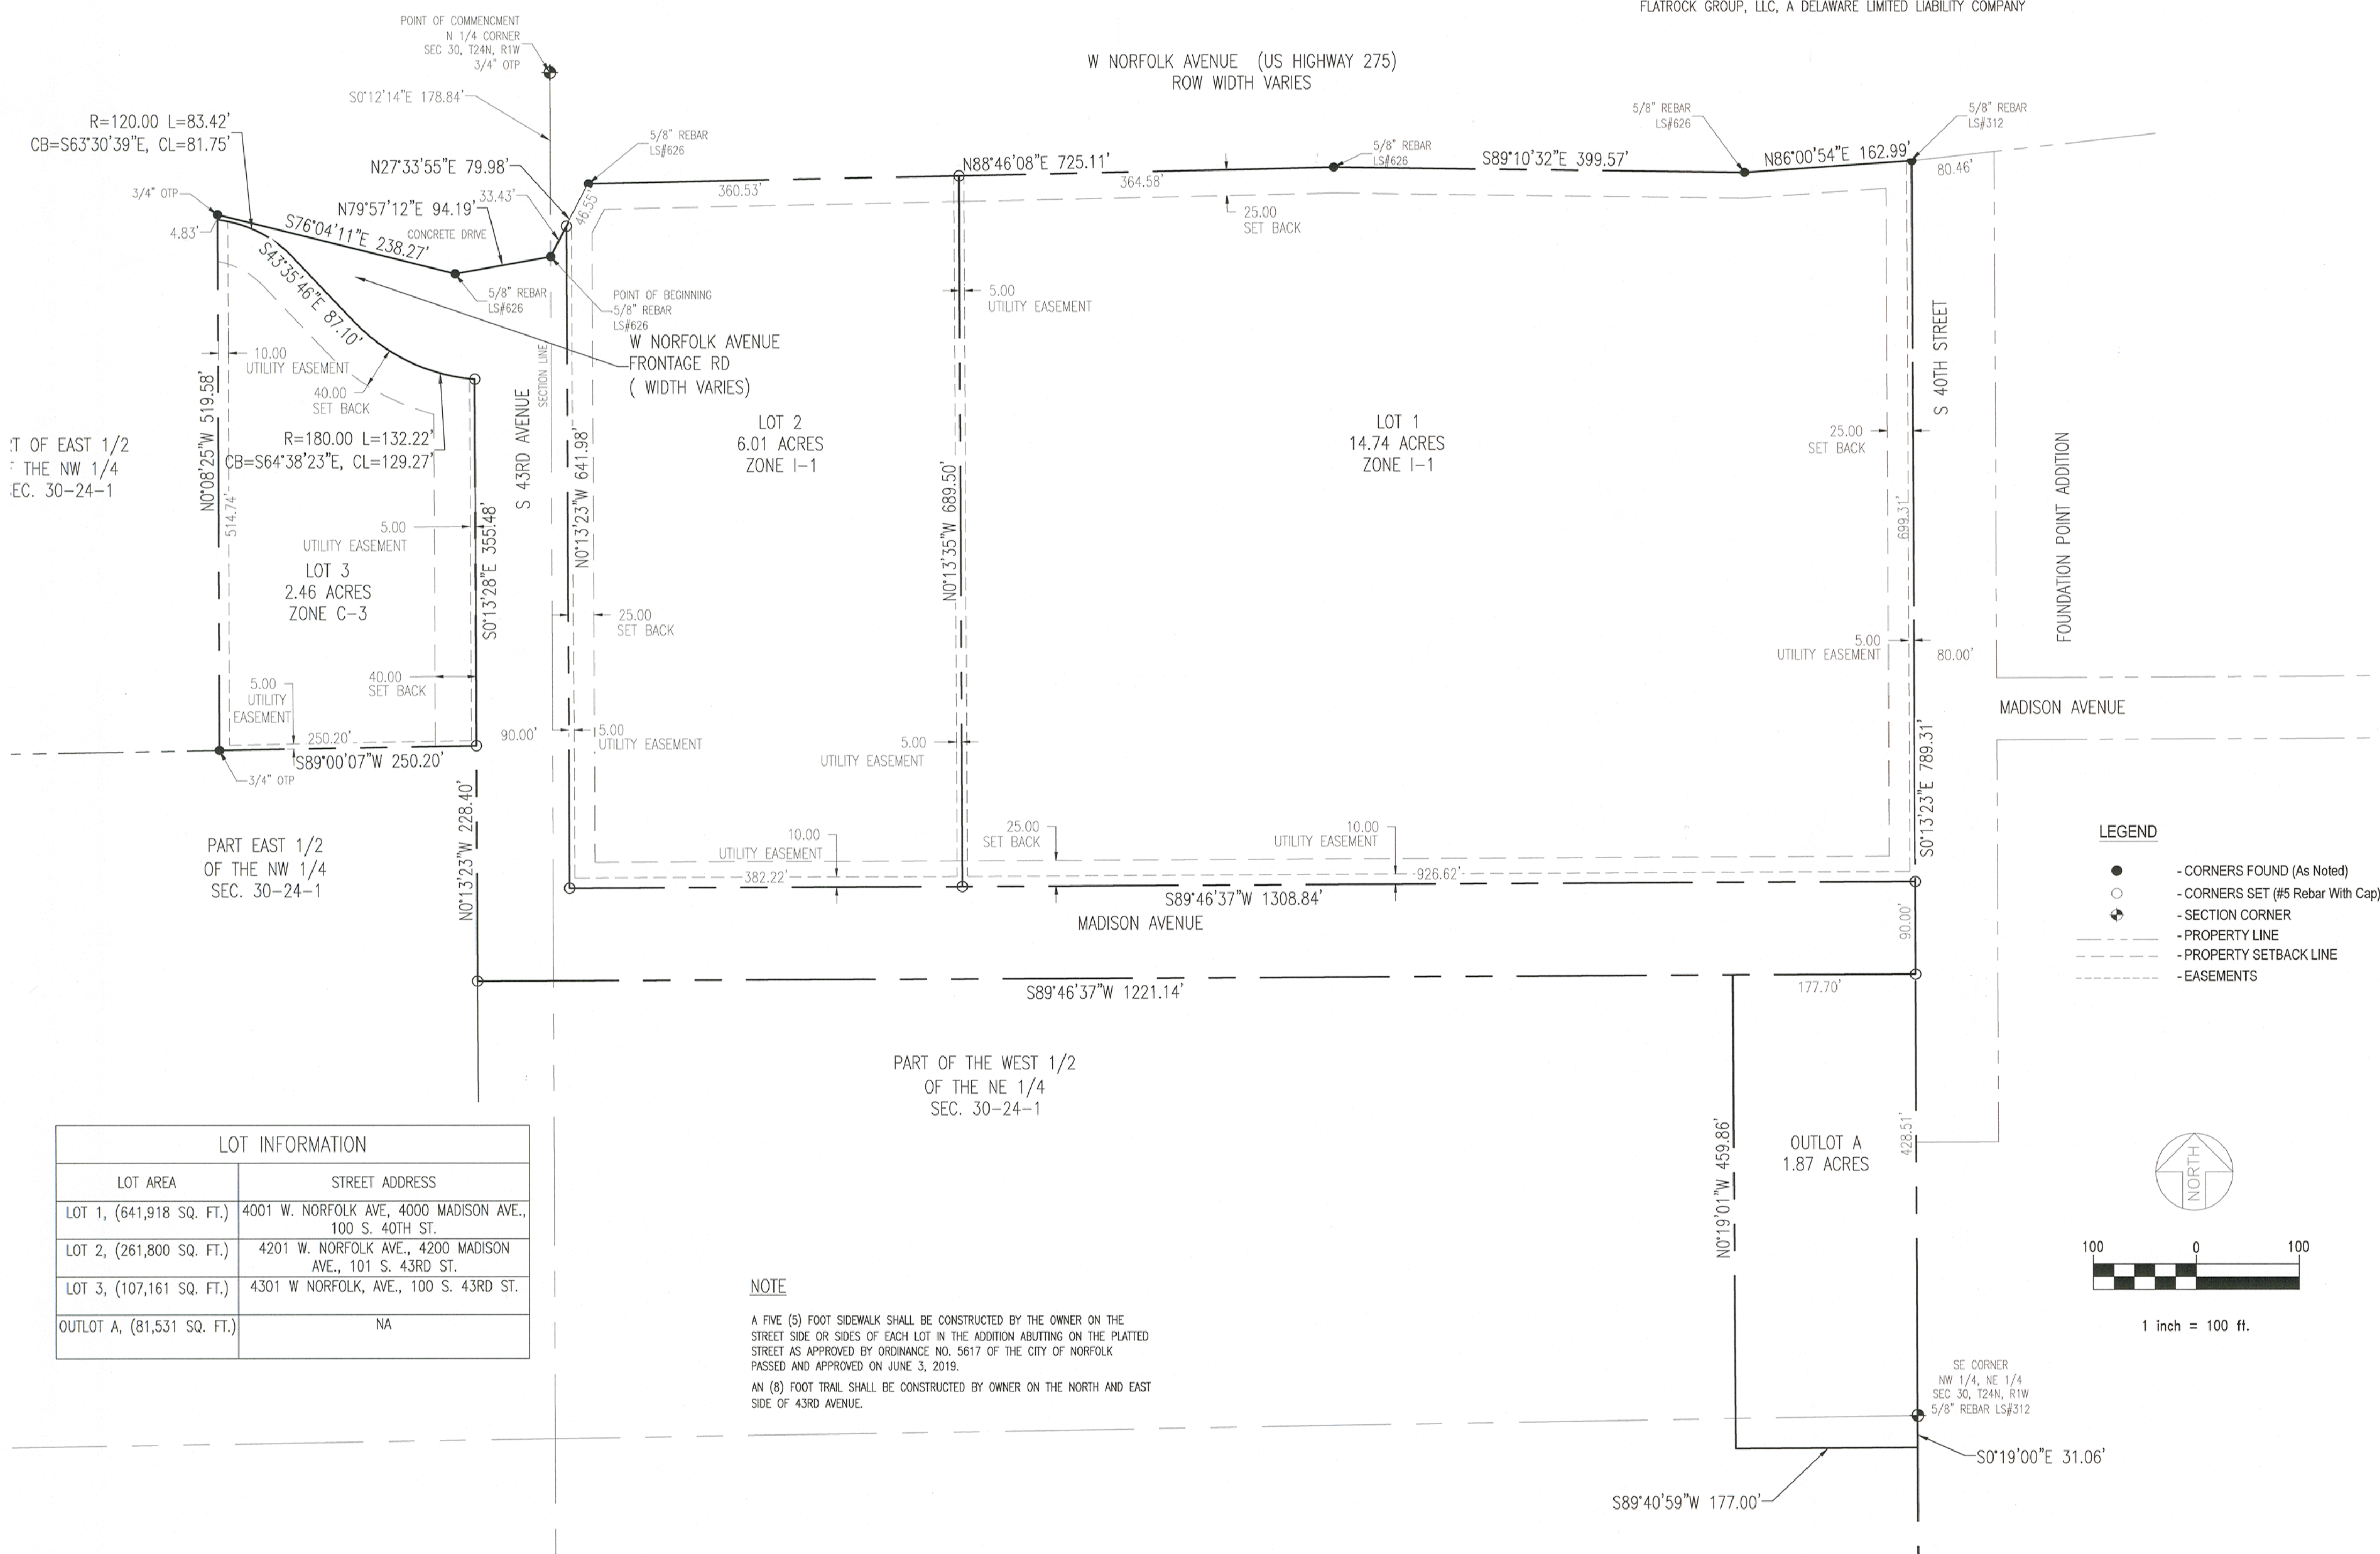 FLATROCK GROUP, LLC, A DELAWARE LIMITED LIABILITY COMPANY
POINT OF COMMENCMENT
N 1/4 CORNER
SEC 30, T24N, R1W
3/4" OTP
W NORFOLK AVENUE (US HIGHWAY 275)
ROW WIDTH VARIES
S0°12'14"E 178.84'
R=120.00 L=83.42'
CB=S63°30'39"E, CL=81.75'
5/8" REBAR
LS#626
5/8" REBAR
LS#626
5/8" REBAR
LS#626
5/8" REBAR
LS#312
N27°33'55"E 79.98'
N88°46'08"E 725.11'
S89°10'32"E 399.57'
N86°00'54"E 162.99'
80.46'
360.53'
364.58'
3/4" OTP
4.83'
33.43'
46.55'
N79°57'12"E 94.19'
CONCRETE DRIVE
S76°04'11"E 238.27'
S43°35'46"E 87.10'
25.00
SET BACK
5/8" REBAR
LS#626
POINT OF BEGINNING
5/8" REBAR
LS#626
5.00
UTILITY EASEMENT
W NORFOLK AVENUE
FRONTAGE RD
( WIDTH VARIES)
10.00
UTILITY EASEMENT
40.00
SET BACK
SECTION LINE
S 43RD AVENUE
S 40TH STREET
R=180.00 L=132.22'
CB=S64°38'23"E, CL=129.27'
N0°08'25"W 519.58'
514.74'
RT OF EAST 1/2
F THE NW 1/4
SEC. 30-24-1
LOT 2
6.01 ACRES
ZONE I-1
LOT 1
14.74 ACRES
ZONE I-1
25.00
SET BACK
N0°13'23"W 641.98'
N0°13'35"W 689.50'
699.31'
FOUNDATION POINT ADDITION
5.00
UTILITY EASEMENT
S0°13'28"E 355.48'
LOT 3
2.46 ACRES
ZONE C-3
25.00
SET BACK
5.00
UTILITY EASEMENT
80.00'
40.00
SET BACK
5.00
UTILITY
EASEMENT
MADISON AVENUE
250.20'
90.00'
5.00
UTILITY EASEMENT
5.00
UTILITY EASEMENT
S89°00'07"W 250.20'
3/4" OTP
N0°13'23"W 228.40'
S0°13'23"E 789.31'
PART EAST 1/2
OF THE NW 1/4
SEC. 30-24-1
10.00
UTILITY EASEMENT
25.00
SET BACK
10.00
UTILITY EASEMENT
382.22'
926.62'
S89°46'37"W 1308.84'
MADISON AVENUE
90.00'
LEGEND
- CORNERS FOUND (As Noted)
- CORNERS SET (#5 Rebar With Cap)
- SECTION CORNER
- PROPERTY LINE
- PROPERTY SETBACK LINE
- EASEMENTS
S89°46'37"W 1221.14'
177.70'
PART OF THE WEST 1/2
OF THE NE 1/4
SEC. 30-24-1
N0°19'01"W 459.86'
OUTLOT A
1.87 ACRES
428.51'
NORTH
100 0 100
1 inch = 100 ft.
LOT INFORMATION
LOT AREA STREET ADDRESS
LOT 1, (641,918 SQ. FT.) 4001 W. NORFOLK AVE, 4000 MADISON AVE.,
100 S. 40TH ST.
LOT 2, (261,800 SQ. FT.) 4201 W. NORFOLK AVE., 4200 MADISON
AVE., 101 S. 43RD ST.
LOT 3, (107,161 SQ. FT.) 4301 W NORFOLK, AVE., 100 S. 43RD ST.
OUTLOT A, (81,531 SQ. FT.) NA
NOTE
A FIVE (5) FOOT SIDEWALK SHALL BE CONSTRUCTED BY THE OWNER ON THE
STREET SIDE OR SIDES OF EACH LOT IN THE ADDITION ABUTTING ON THE PLATTED
STREET AS APPROVED BY ORDINANCE NO. 5617 OF THE CITY OF NORFOLK
PASSED AND APPROVED ON JUNE 3, 2019.
AN (8) FOOT TRAIL SHALL BE CONSTRUCTED BY OWNER ON THE NORTH AND EAST
SIDE OF 43RD AVENUE.
SE CORNER
NW 1/4, NE 1/4
SEC 30, T24N, R1W
5/8" REBAR LS#312
S0°19'00"E 31.06'
S89°40'59"W 177.00'